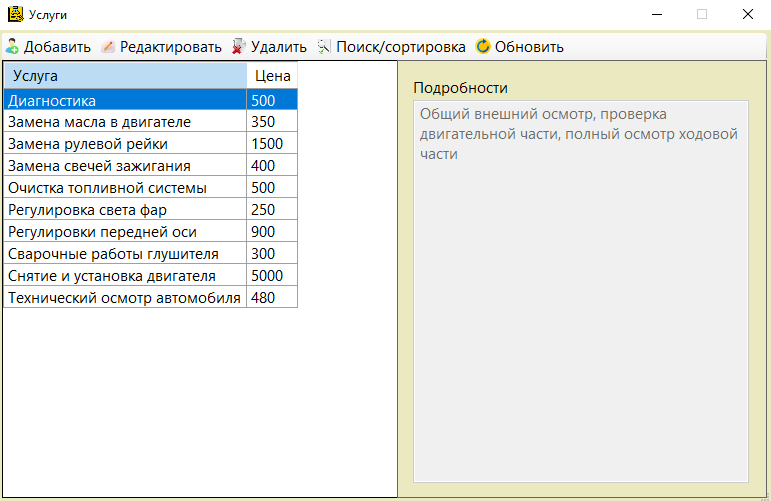 Услуги
Добавить Редактировать Удалить Поиск/сортировка Обновить
Услуга Цена
Диагностика 500
Замена масла в двигателе 350
Замена рулевой рейки 1500
Замена свечей зажигания 400
Очистка топливной системы 500
Регулировка света фар 250
Регулировки передней оси 900
Сварочные работы глушителя 300
Снятие и установка двигателя 5000
Технический осмотр автомобиля 480
Подробности
Общий внешний осмотр, проверка
двигательной части, полный осмотр ходовой
части